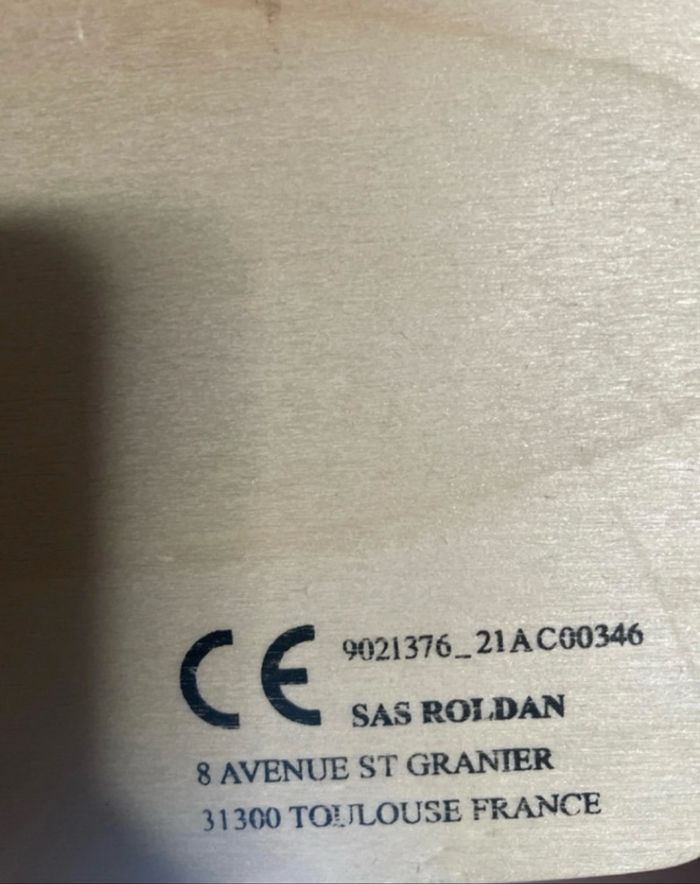 CE 9021376_21AC00346
SAS ROLDAN
8 AVENUE ST GRANIER
31300 TOULOUSE FRANCE